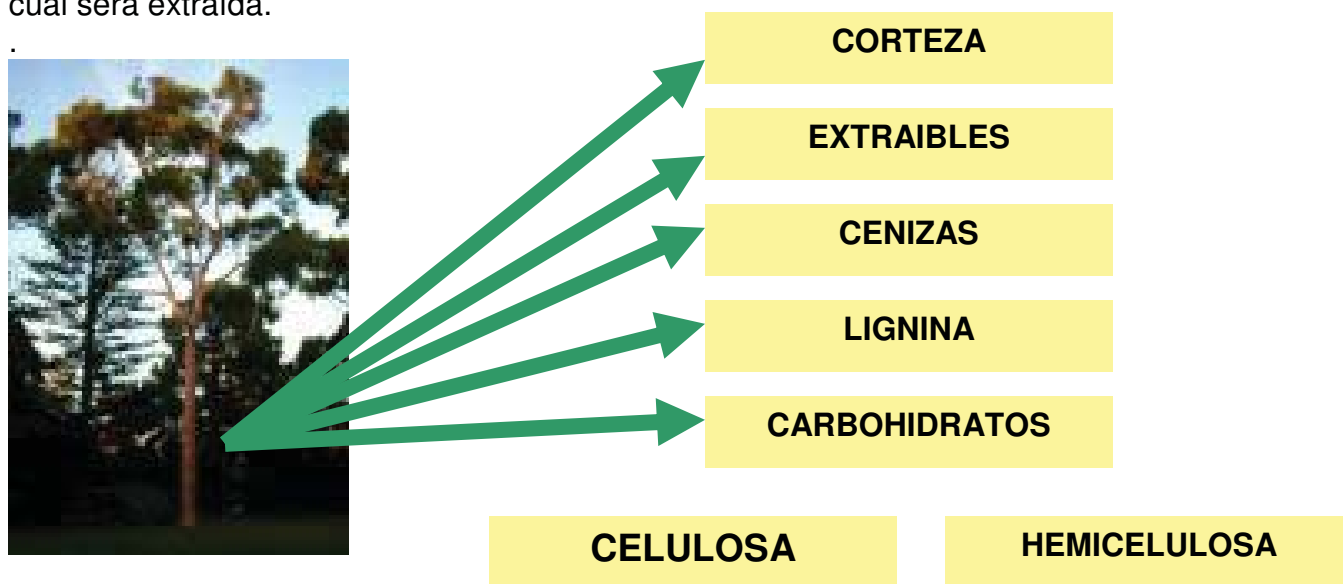 cual será extraída.
.
CORTEZA
EXTRAIBLES
CENIZAS
LIGNINA
CARBOHIDRATOS
CELULOSA
HEMICELULOSA